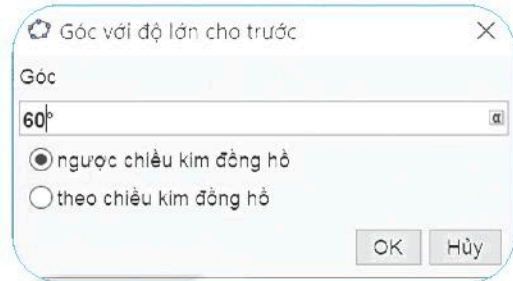 Góc với độ lớn cho trước
Góc
60°
α
ngược chiều kim đồng hồ
theo chiều kim đồng hồ
OK Hủy